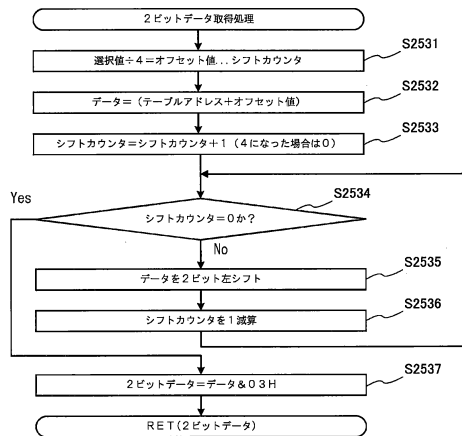 2ビットデータ取得処理
S2531
選択値÷4=オフセット値...シフトカウンタ
S2532
データ=(テーブルアドレス+オフセット値)
S2533
シフトカウンタ=シフトカウンタ+1(4になった場合は0)
Yes
S2534
シフトカウンタ=0か?
No
S2535
データを2ビット左シフト
S2536
シフトカウンタを1減算
S2537
2ビットデータ=データ&03H
RET(2ビットデータ)